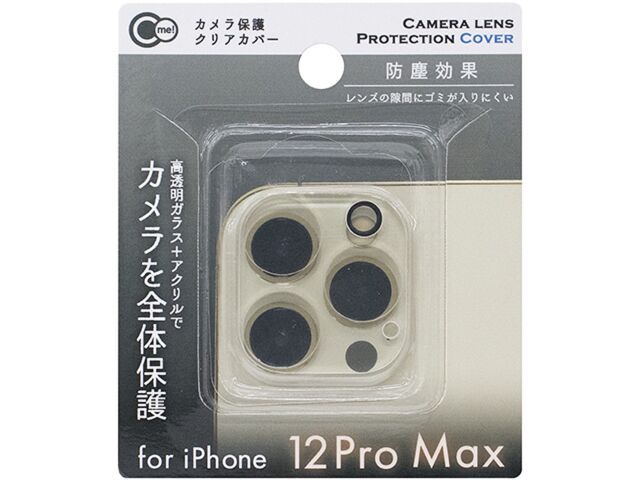 Come!
カメラ保護
クリアカバー
CAMERA LENS
PROTECTION COVER
防塵効果
レンズの隙間にゴミが入りにくい
高透明ガラス+アクリルで
カメラを全体保護
for iPhone 12Pro Max